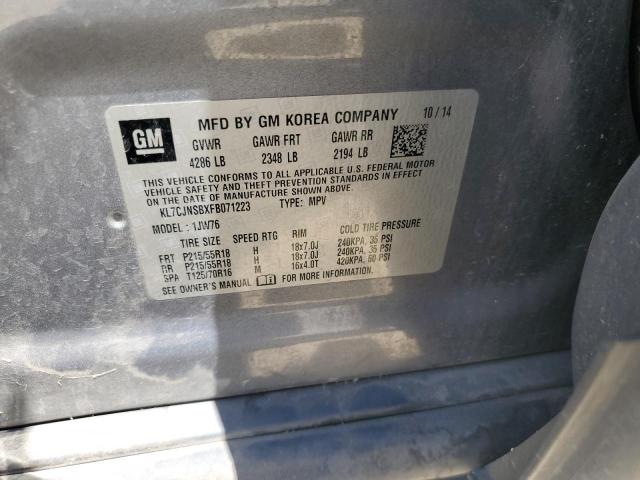 GM
MFD BY GM KOREA COMPANY 10/14
GVWR GAWR FRT GAWR RR
4286 LB 2348 LB 2194 LB
THIS VEHICLE CONFORMS TO ALL APPLICABLE U.S. FEDERAL MOTOR
VEHICLE SAFETY AND THEFT PREVENTION STANDARDS IN EFFECT
ON THE DATE OF MANUFACTURE SHOWN ABOVE.
KL7CJNSBXFB071223 TYPE: MPV
MODEL: 1JW76
TIRE SIZE SPEED RTG RIM COLD TIRE PRESSURE
FRT P215/55R18 H 18x7.0J 240KPA, 35 PSI
RR P215/55R18 H 18x7.0J 240KPA, 35 PSI
SPA T125/70R16 M 16x4.0T 420KPA, 60 PSI
SEE OWNER'S MANUAL FOR MORE INFORMATION.